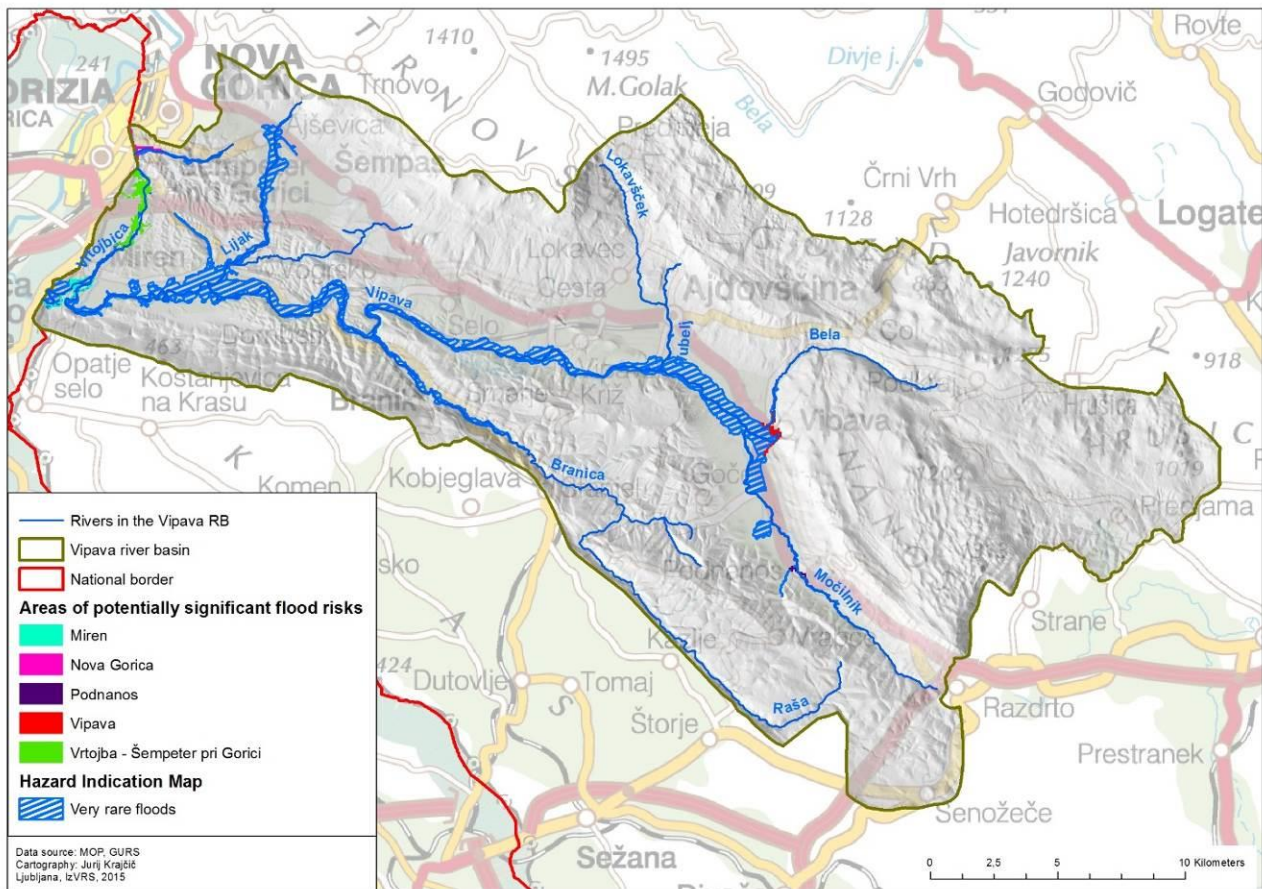 1410
1495
M. Golak
Divje j.
Rovte
NOVA
GORICA
241
Trnovo
Godovič
Bela
Ajševica
Šempas
Lokavšček
Črni Vrh
1128
Hotedršica
Javornik
1240
Logate
Vrtojbica
Miren
Lijak
Lokavec
Cesta
Ajdovščina
Vipava
Selo
Bela
Col
918
Opatje
selo
Kostanjevica
na Krasu
Branik
Križ
Vipava
Hrušica
Komen
Kobjeglava
Branica
Goče
1019
Predjama
Podnanos
Močilnik
Strane
424
Dutovlje
Tomaj
Kazlje
Štorje
Raša
Razdrto
Prestranek
Senožeče
Sežana
Rivers in the Vipava RB
Vipava river basin
National border
Areas of potentially significant flood risks
Miren
Nova Gorica
Podnanos
Vipava
Vrtojba - Šempeter pri Gorici
Hazard Indication Map
Very rare floods
Data source: MOP, GURS
Cartography: Jurij Krajčič
Ljubljana, IzVRS, 2015
0 2,5 5 10 Kilometers